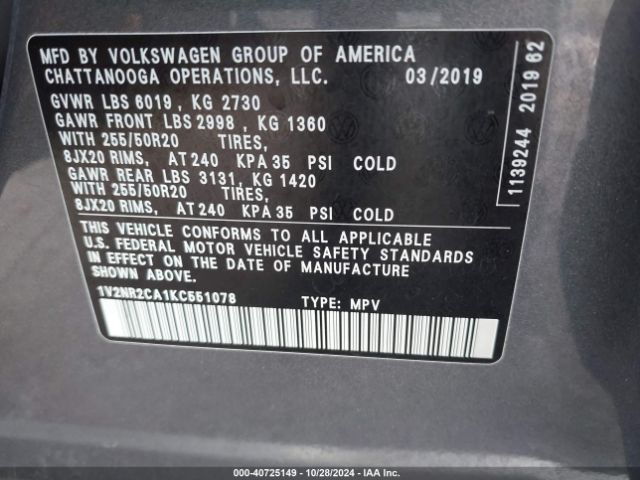 MFD BY VOLKSWAGEN GROUP OF AMERICA
CHATTANOOGA OPERATIONS, LLC. 03/2019
GVWR LBS 6019 , KG 2730
GAWR FRONT LBS 2998 , KG 1360
WITH 255/50R20 TIRES,
8JX20 RIMS, AT 240 KPA 35 PSI COLD
GAWR REAR LBS 3131, KG 1420
WITH 255/50R20 TIRES,
8JX20 RIMS, AT 240 KPA 35 PSI COLD
THIS VEHICLE CONFORMS TO ALL APPLICABLE
U.S. FEDERAL MOTOR VEHICLE SAFETY STANDARDS
IN EFFECT ON THE DATE OF MANUFACTURE
1V2NR2CA1KC551078 TYPE: MPV
1139244 2019 62
000-40725149 - 10/28/2024 - IAA Inc.